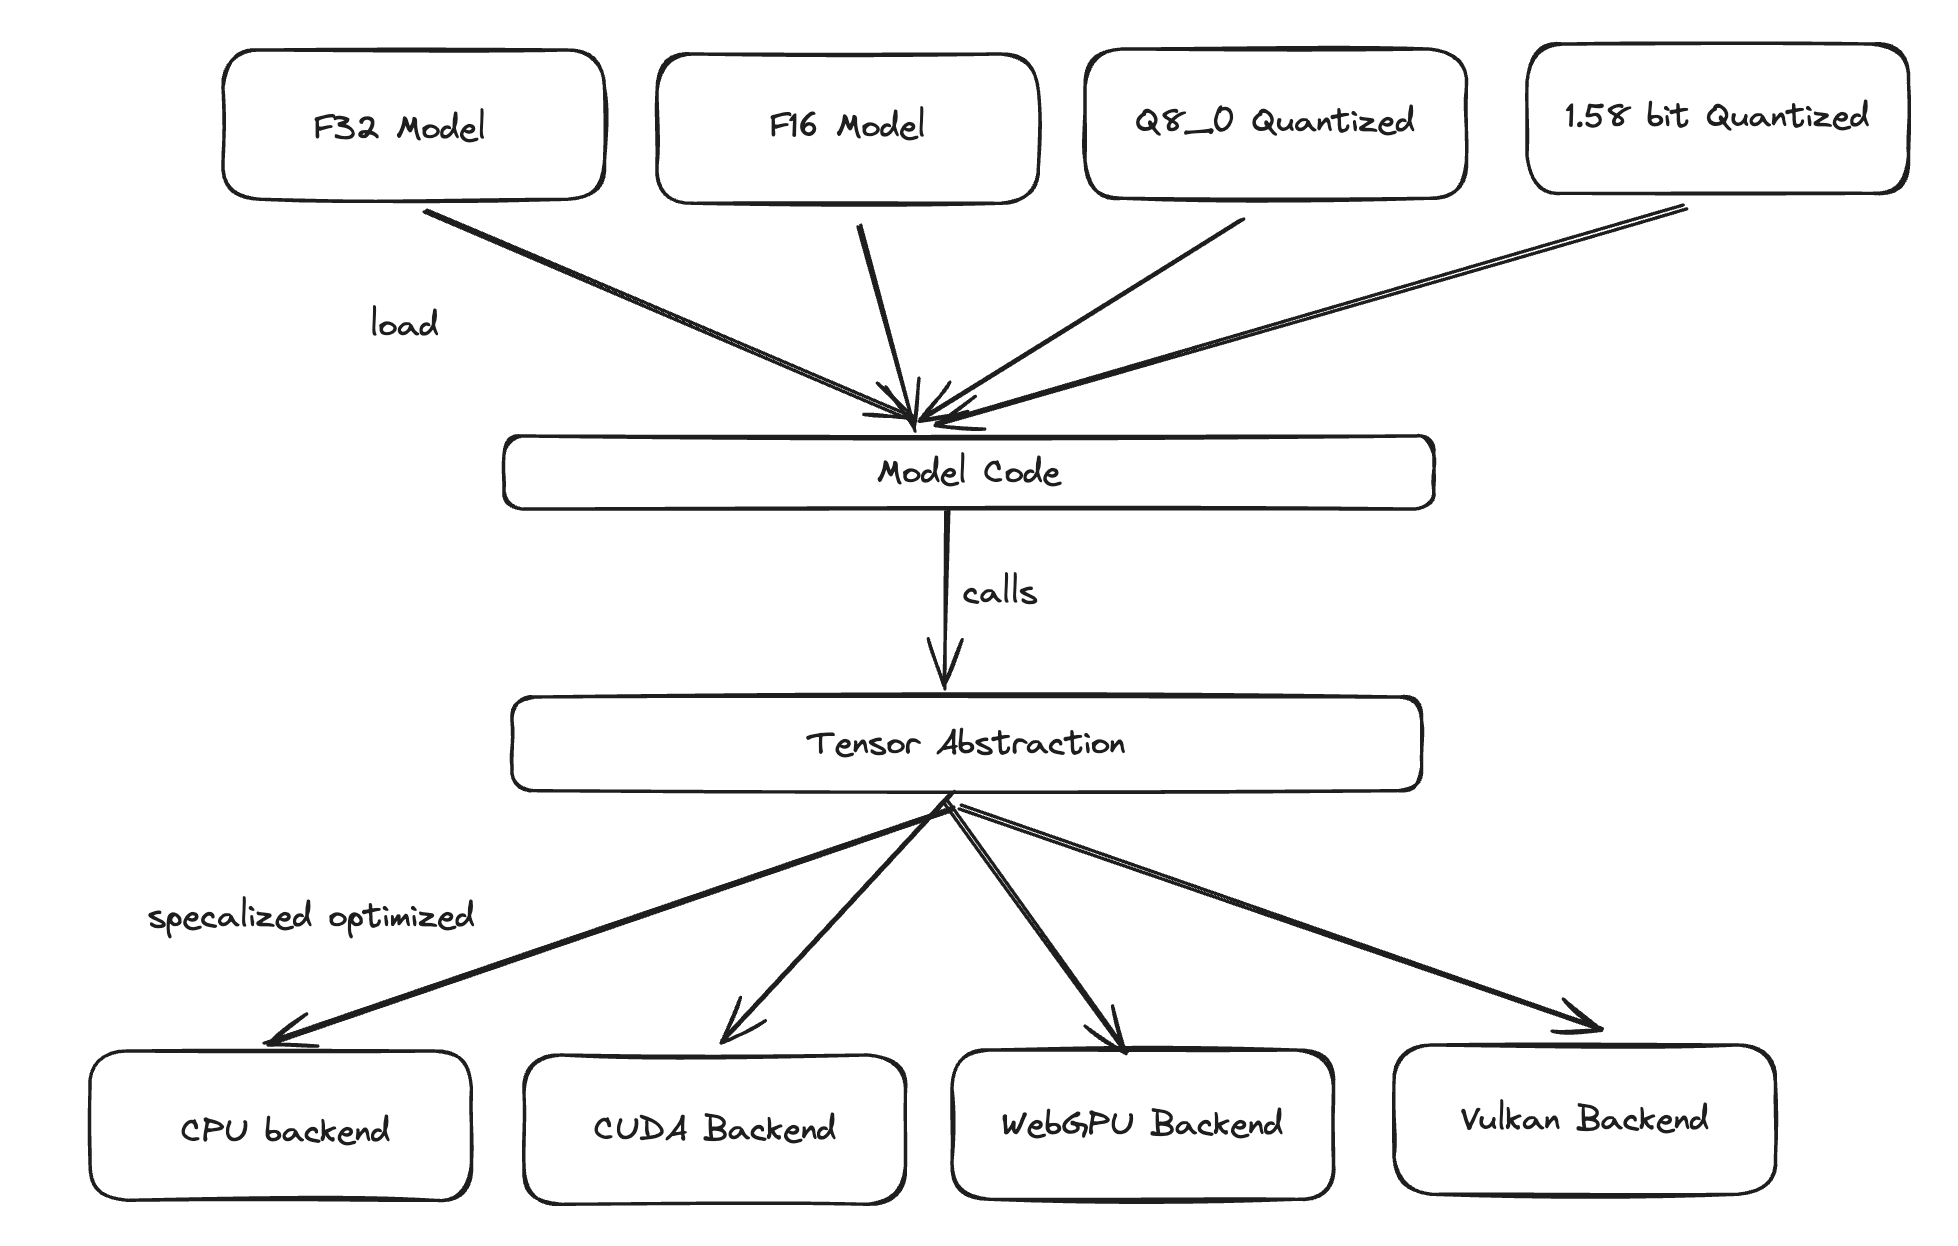 F32 Model
F16 Model
Q8_0 Quantized
1.58 bit Quantized
load
Model Code
calls
Tensor Abstraction
specalized optimized
CPU backend
CUDA Backend
WebGPU Backend
Vulkan Backend